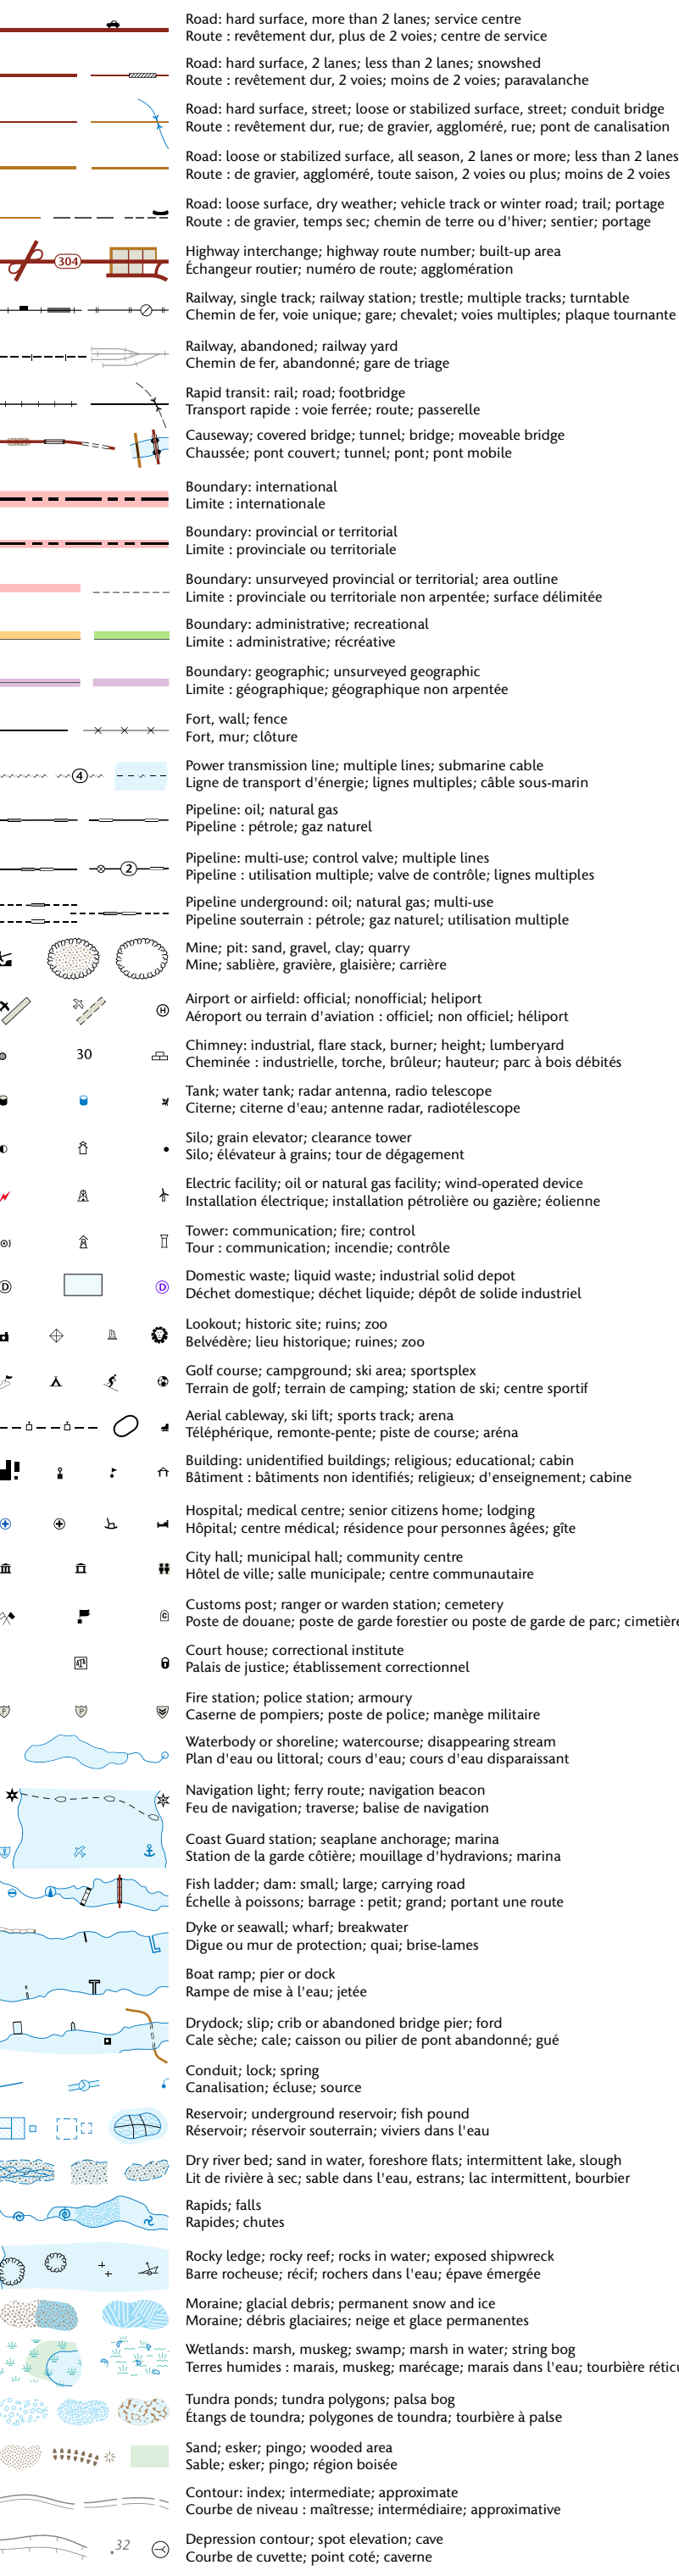 Road: hard surface, more than 2 lanes; service centre
Route : revêtement dur, plus de 2 voies; centre de service
Road: hard surface, 2 lanes; less than 2 lanes; snowshed
Route : revêtement dur, 2 voies; moins de 2 voies; paravalanche
Road: hard surface, street; loose or stabilized surface, street; conduit bridge
Route : revêtement dur, rue; de gravier, aggloméré, rue; pont de canalisation
Road: loose or stabilized surface, all season, 2 lanes or more; less than 2 lanes
Route : de gravier, aggloméré, toute saison, 2 voies ou plus; moins de 2 voies
Road: loose surface, dry weather; vehicle track or winter road; trail; portage
Route : de gravier, temps sec; chemin de terre ou d'hiver; sentier; portage
304
Highway interchange; highway route number; built-up area
Échangeur routier; numéro de route; agglomération
Railway, single track; railway station; trestle; multiple tracks; turntable
Chemin de fer, voie unique; gare; chevalet; voies multiples; plaque tournante
Railway, abandoned; railway yard
Chemin de fer, abandonné; gare de triage
Rapid transit: rail; road; footbridge
Transport rapide : voie ferrée; route; passerelle
Causeway; covered bridge; tunnel; bridge; moveable bridge
Chaussée; pont couvert; tunnel; pont; pont mobile
Boundary: international
Limite : internationale
Boundary: provincial or territorial
Limite : provinciale ou territoriale
Boundary: unsurveyed provincial or territorial; area outline
Limite : provinciale ou territoriale non arpentée; surface délimitée
Boundary: administrative; recreational
Limite : administrative; récréative
Boundary: geographic; unsurveyed geographic
Limite : géographique; géographique non arpentée
Fort, wall; fence
Fort, mur; clôture
4
Power transmission line; multiple lines; submarine cable
Ligne de transport d'énergie; lignes multiples; câble sous-marin
Pipeline: oil; natural gas
Pipeline : pétrole; gaz naturel
2
Pipeline: multi-use; control valve; multiple lines
Pipeline : utilisation multiple; valve de contrôle; lignes multiples
Pipeline underground: oil; natural gas; multi-use
Pipeline souterrain : pétrole; gaz naturel; utilisation multiple
Mine; pit: sand, gravel, clay; quarry
Mine; sablière, gravière, glaisière; carrière
H
Airport or airfield: official; nonofficial; heliport
Aéroport ou terrain d'aviation : officiel; non officiel; héliport
30
Chimney: industrial, flare stack, burner; height; lumberyard
Cheminée : industrielle, torche, brûleur; hauteur; parc à bois débités
Tank; water tank; radar antenna, radio telescope
Citerne; citerne d'eau; antenne radar, radiotélescope
Silo; grain elevator; clearance tower
Silo; élévateur à grains; tour de dégagement
Electric facility; oil or natural gas facility; wind-operated device
Installation électrique; installation pétrolière ou gazière; éolienne
Tower: communication; fire; control
Tour : communication; incendie; contrôle
D D
Domestic waste; liquid waste; industrial solid depot
Déchet domestique; déchet liquide; dépôt de solide industriel
Lookout; historic site; ruins; zoo
Belvédère; lieu historique; ruines; zoo
Golf course; campground; ski area; sportsplex
Terrain de golf; terrain de camping; station de ski; centre sportif
Aerial cableway, ski lift; sports track; arena
Téléphérique, remonte-pente; piste de course; aréna
Building: unidentified buildings; religious; educational; cabin
Bâtiment : bâtiments non identifiés; religieux; d'enseignement; cabine
Hospital; medical centre; senior citizens home; lodging
Hôpital; centre médical; résidence pour personnes âgées; gîte
City hall; municipal hall; community centre
Hôtel de ville; salle municipale; centre communautaire
C
Customs post; ranger or warden station; cemetery
Poste de douane; poste de garde forestier ou poste de garde de parc; cimetière
Court house; correctional institute
Palais de justice; établissement correctionnel
F P
Fire station; police station; armoury
Caserne de pompiers; poste de police; manège militaire
Waterbody or shoreline; watercourse; disappearing stream
Plan d'eau ou littoral; cours d'eau; cours d'eau disparaissant
Navigation light; ferry route; navigation beacon
Feu de navigation; traverse; balise de navigation
Coast Guard station; seaplane anchorage; marina
Station de la garde côtière; mouillage d'hydravions; marina
Fish ladder; dam: small; large; carrying road
Échelle à poissons; barrage : petit; grand; portant une route
Dyke or seawall; wharf; breakwater
Digue ou mur de protection; quai; brise-lames
Boat ramp; pier or dock
Rampe de mise à l'eau; jetée
Drydock; slip; crib or abandoned bridge pier; ford
Cale sèche; cale; caisson ou pilier de pont abandonné; gué
Conduit; lock; spring
Canalisation; écluse; source
Reservoir; underground reservoir; fish pound
Réservoir; réservoir souterrain; viviers dans l'eau
Dry river bed; sand in water, foreshore flats; intermittent lake, slough
Lit de rivière à sec; sable dans l'eau, estrans; lac intermittent, bourbier
Rapids; falls
Rapides; chutes
Rocky ledge; rocky reef; rocks in water; exposed shipwreck
Barre rocheuse; récif; rochers dans l'eau; épave émergée
Moraine; glacial debris; permanent snow and ice
Moraine; débris glaciaires; neige et glace permanentes
Wetlands: marsh, muskeg; swamp; marsh in water; string bog
Terres humides : marais, muskeg; marécage; marais dans l'eau; tourbière réticu
Tundra ponds; tundra polygons; palsa bog
Étangs de toundra; polygones de toundra; tourbière à palse
Sand; esker; pingo; wooded area
Sable; esker; pingo; région boisée
Contour: index; intermediate; approximate
Courbe de niveau : maîtresse; intermédiaire; approximative
.32
Depression contour; spot elevation; cave
Courbe de cuvette; point coté; caverne